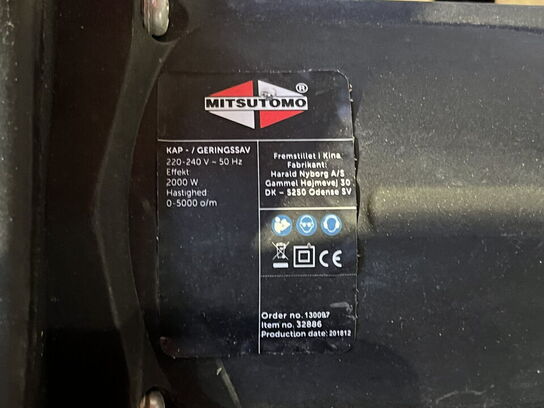 MITSUTOMO ®
KAP - / GERINGSSAV
220-240 V ~ 50 Hz
Effekt
2000 W
Hastighed:
0-5000 o/m
Fremstillet i Kina
Fabrikant:
Harald Nyborg A/S
Gammel Højmevej 30
DK - 5250 Odense SV
CE
Order no. 130097
Item no. 32886
Production date: 201812